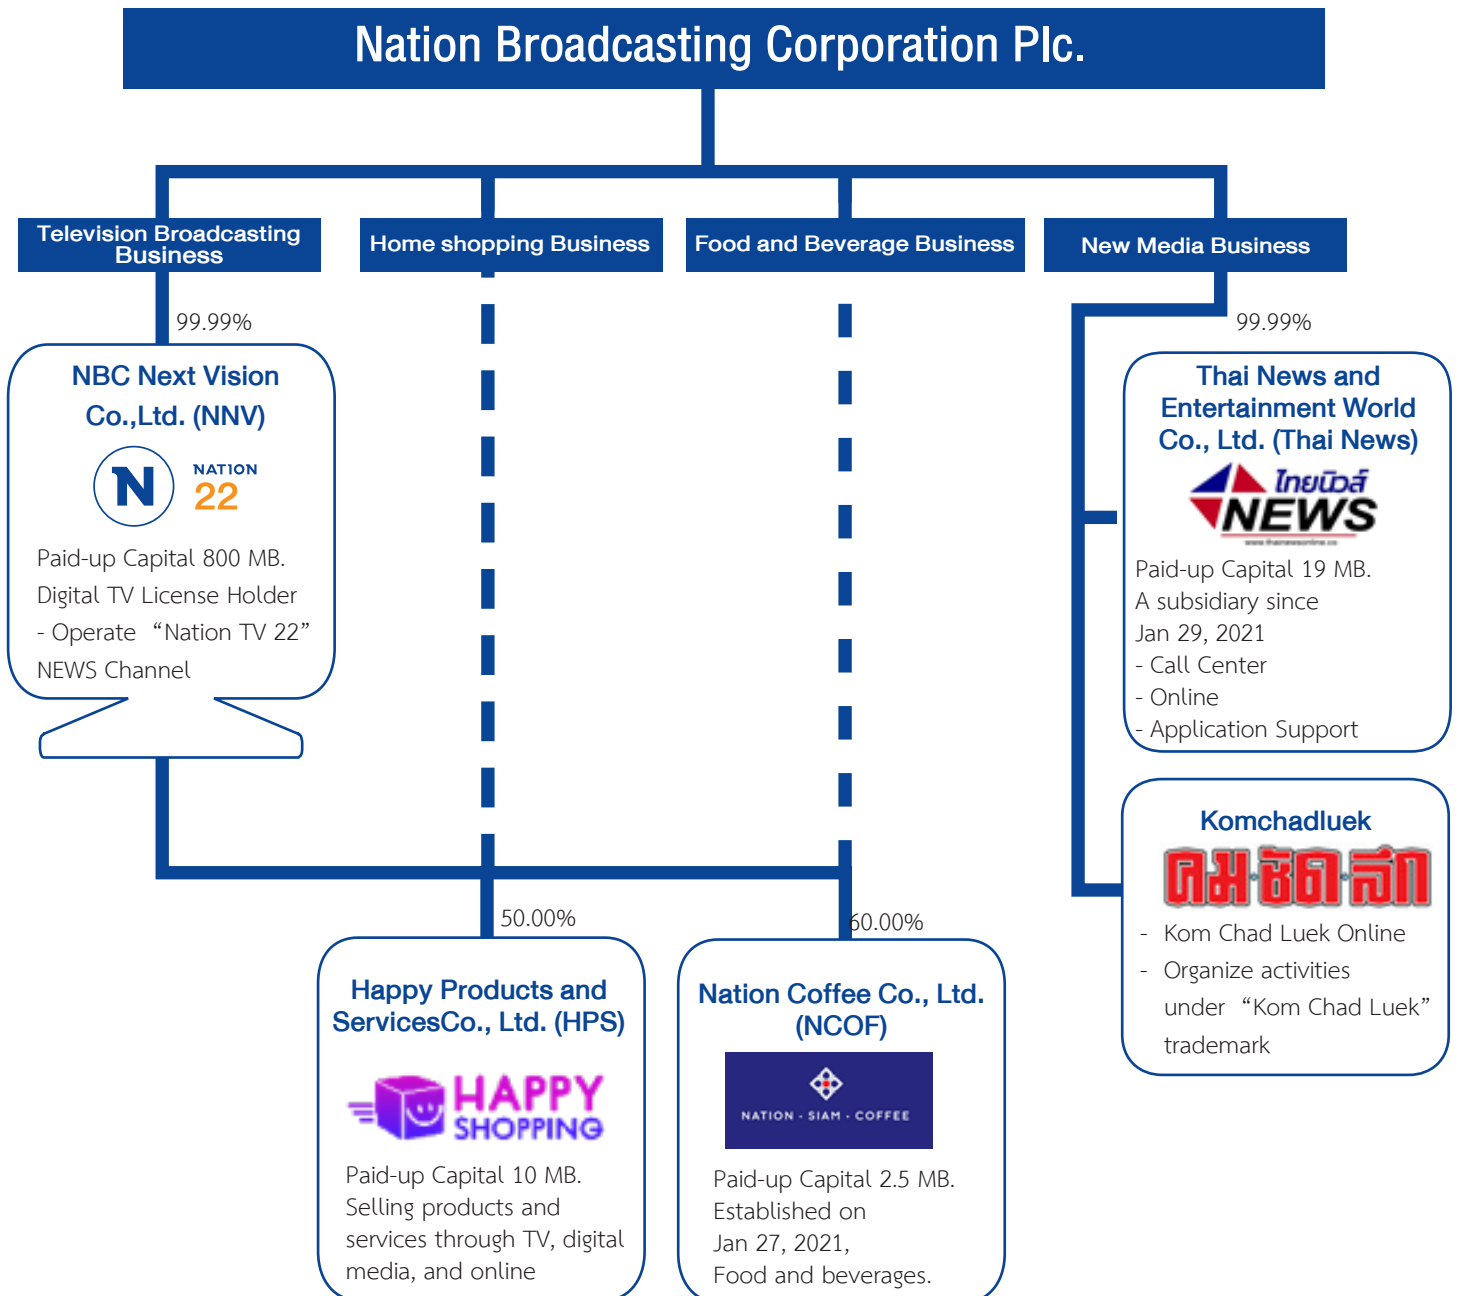 Nation Broadcasting Corporation Plc.
Television Broadcasting
Business
Home shopping Business
Food and Beverage Business
New Media Business
99.99%
NBC Next Vision
Co.,Ltd. (NNV)
N
NATION
22
Paid-up Capital 800 MB.
Digital TV License Holder
- Operate “Nation TV 22”
NEWS Channel
99.99%
Thai News and
Entertainment World
Co., Ltd. (Thai News)
ไทยนิวส์
NEWS
www.thainewsonline.co
Paid-up Capital 19 MB.
A subsidiary since
Jan 29, 2021
- Call Center
- Online
- Application Support
Komchadluek
คม·ชัด·ลึก
- Kom Chad Luek Online
- Organize activities
under “Kom Chad Luek”
trademark
50.00%
Happy Products and
ServicesCo., Ltd. (HPS)
HAPPY
SHOPPING
Paid-up Capital 10 MB.
Selling products and
services through TV, digital
media, and online
60.00%
Nation Coffee Co., Ltd.
(NCOF)
NATION · SIAM · COFFEE
Paid-up Capital 2.5 MB.
Established on
Jan 27, 2021,
Food and beverages.